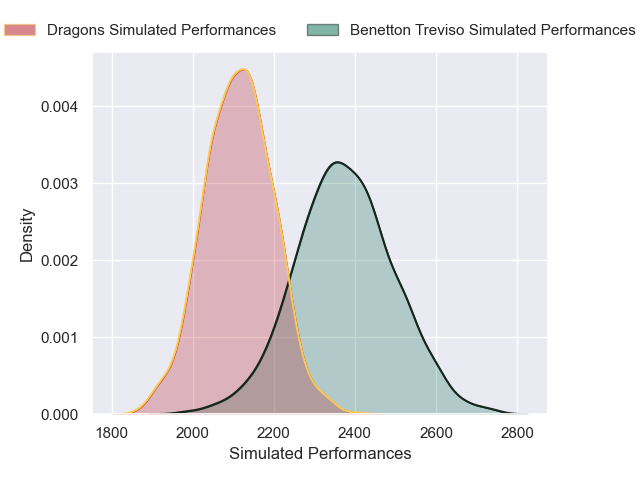 Dragons Simulated Performances
Benetton Treviso Simulated Performances
0.004
0.003
0.002
0.001
0.000
Density
1800 2000 2200 2400 2600 2800
Simulated Performances